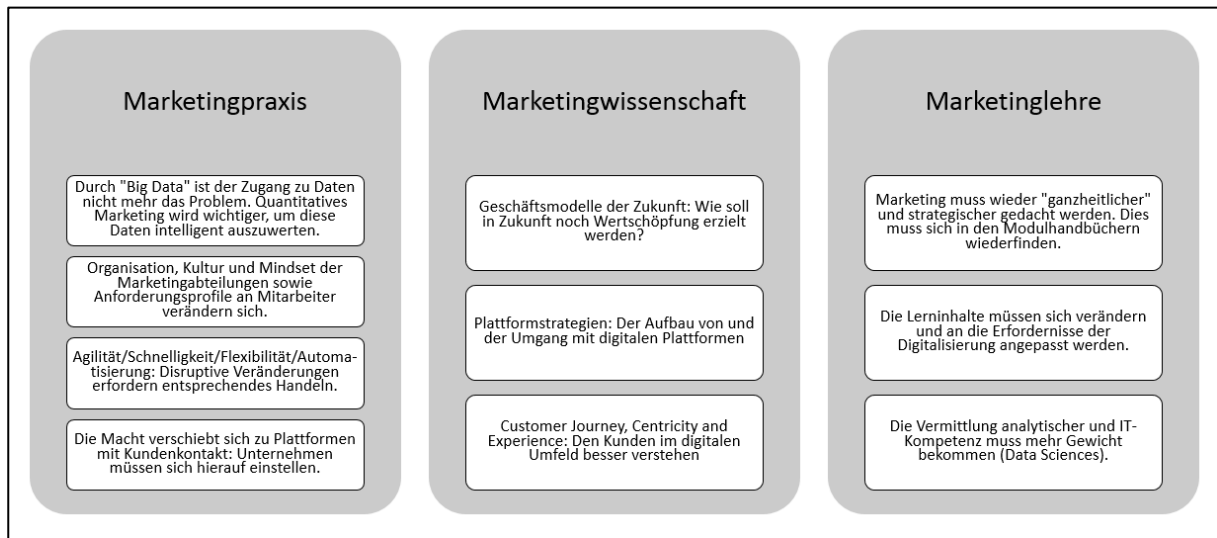 Marketingpraxis
Durch "Big Data" ist der Zugang zu Daten
nicht mehr das Problem. Quantitatives
Marketing wird wichtiger, um diese
Daten intelligent auszuwerten.
Organisation, Kultur und Mindset der
Marketingabteilungen sowie
Anforderungsprofile an Mitarbeiter
verändern sich.
Agilität/Schnelligkeit/Flexibilität/Automa-
tisierung: Disruptive Veränderungen
erfordern entsprechendes Handeln.
Die Macht verschiebt sich zu Plattformen
mit Kundenkontakt: Unternehmen
müssen sich hierauf einstellen.
Marketingwissenschaft
Geschäftsmodelle der Zukunft: Wie soll
in Zukunft noch Wertschöpfung erzielt
werden?
Plattformstrategien: Der Aufbau von und
der Umgang mit digitalen Plattformen
Customer Journey, Centricity and
Experience: Den Kunden im digitalen
Umfeld besser verstehen
Marketinglehre
Marketing muss wieder "ganzheitlicher"
und strategischer gedacht werden. Dies
muss sich in den Modulhandbüchern
wiederfinden.
Die Lerninhalte müssen sich verändern
und an die Erfordernisse der
Digitalisierung angepasst werden.
Die Vermittlung analytischer und IT-
Kompetenz muss mehr Gewicht
bekommen (Data Sciences).